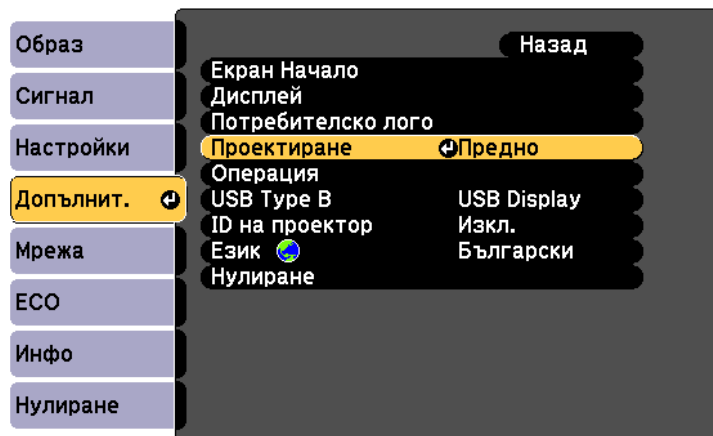 Образ
Сигнал
Настройки
Допълнит.
Мрежа
ECO
Инфо
Нулиране
Назад
Екран Начало
Дисплей
Потребителско лого
Проектиране Предно
Операция
USB Type B USB Display
ID на проектор Изкл.
Език Български
Нулиране